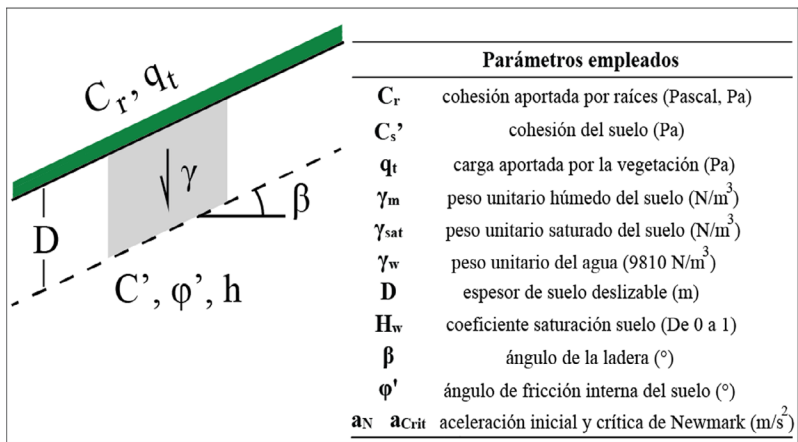 C_r, q_t
γ
β
D
C’, φ’, h
Parámetros empleados
C_r cohesión aportada por raíces (Pascal, Pa)
C_s’ cohesión del suelo (Pa)
q_t carga aportada por la vegetación (Pa)
γ_m peso unitario húmedo del suelo (N/m³)
γ_sat peso unitario saturado del suelo (N/m³)
γ_w peso unitario del agua (9810 N/m³)
D espesor de suelo deslizable (m)
H_w coeficiente saturación suelo (De 0 a 1)
β ángulo de la ladera (°)
φ' ángulo de fricción interna del suelo (°)
a_N a_Crit aceleración inicial y crítica de Newmark (m/s²)